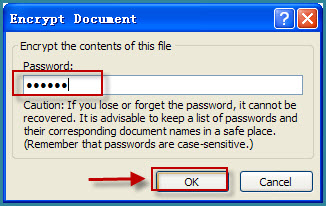 Encrypt Document
Encrypt the contents of this file
Password:
●●●●●●
Caution: If you lose or forget the password, it cannot be
recovered. It is advisable to keep a list of passwords and
their corresponding document names in a safe place.
(Remember that passwords are case-sensitive.)
OK Cancel